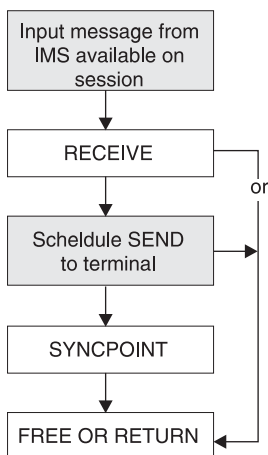 Input message from
IMS available on
session
RECEIVE
or
Scheldule SEND
to terminal
SYNCPOINT
FREE OR RETURN